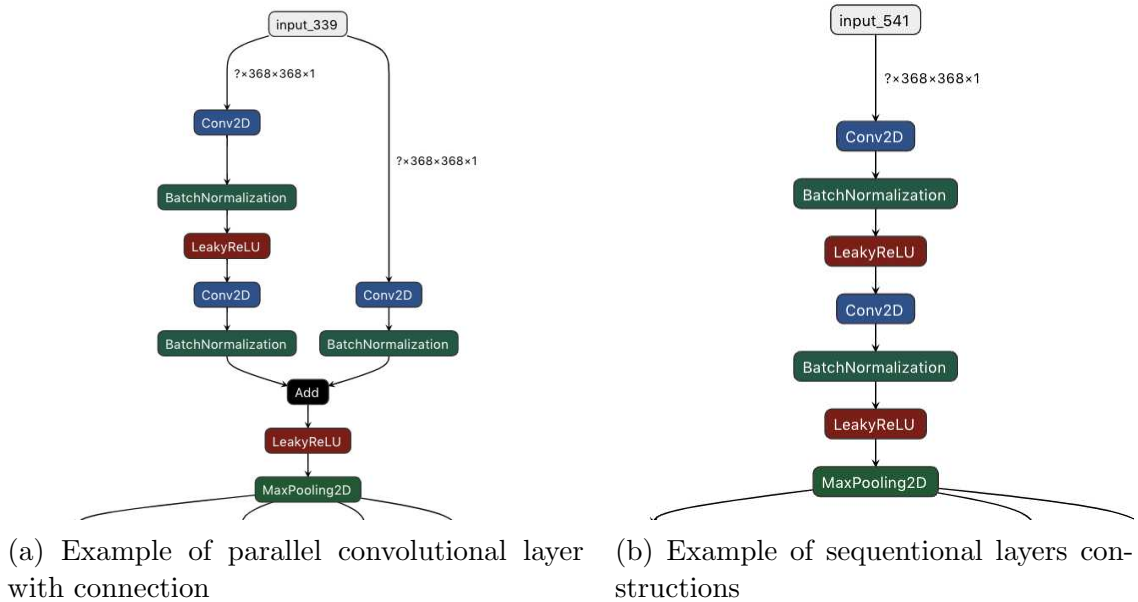 input_339
?×368×368×1
Conv2D
?×368×368×1
BatchNormalization
LeakyReLU
Conv2D
Conv2D
BatchNormalization
BatchNormalization
Add
LeakyReLU
MaxPooling2D
(a) Example of parallel convolutional layer
with connection
input_541
?×368×368×1
Conv2D
BatchNormalization
LeakyReLU
Conv2D
BatchNormalization
LeakyReLU
MaxPooling2D
(b) Example of sequentional layers con-
structions